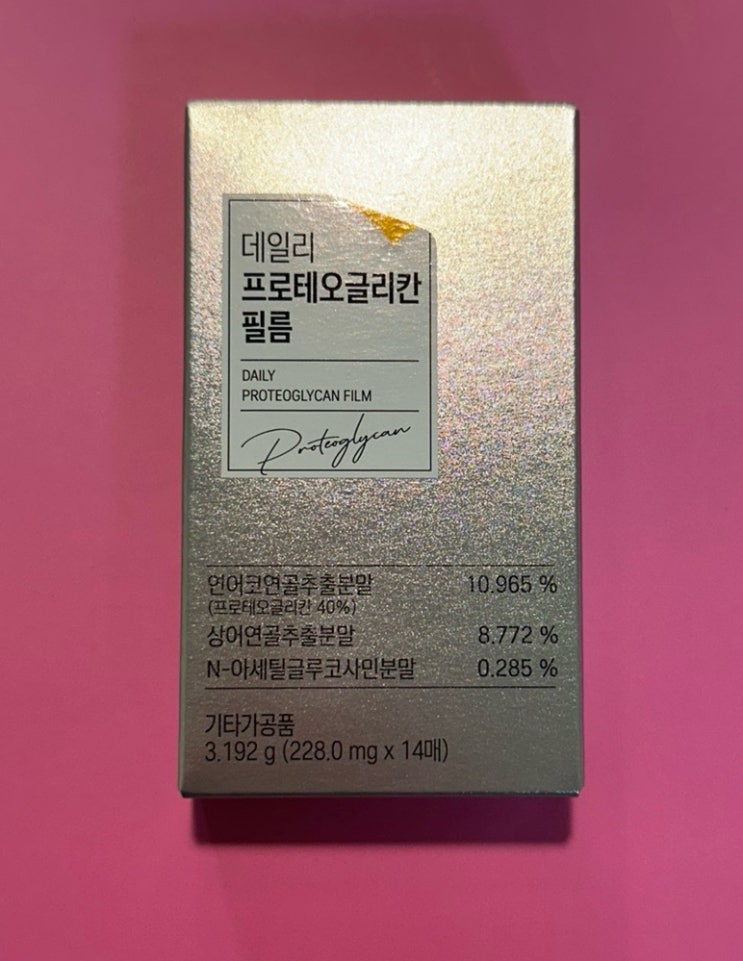 데일리
프로테오글리칸
필름
DAILY
PROTEOGLYCAN FILM
Proteoglycan
연어코연골추출분말 10.965 %
(프로테오글리칸 40%)
상어연골추출분말 8.772 %
N-아세틸글루코사민분말 0.285 %
기타가공품
3.192 g (228.0 mg x 14매)